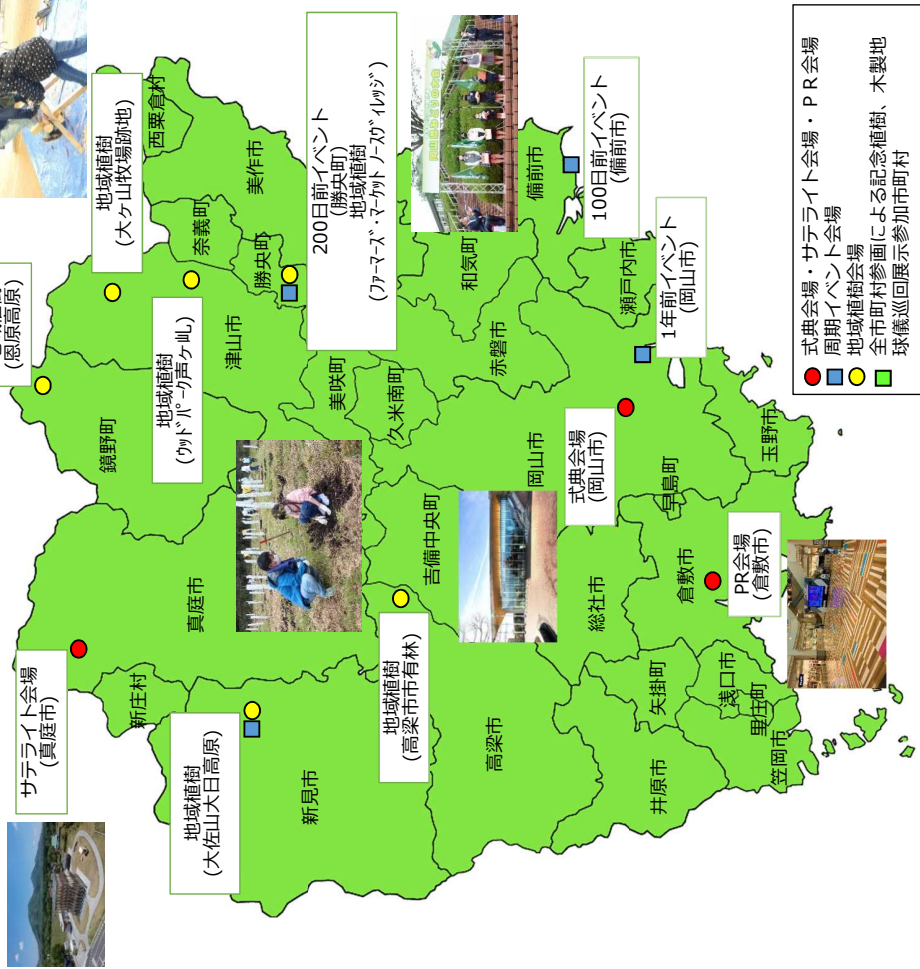 サテライト会場
(真庭市)
地域植樹
(恩原高原)
地域植樹
(大ヶ山牧場跡地)
西粟倉村
鏡野町
新庄村
真庭市
奈義町
美作市
地域植樹
(ウッドパーク声ヶ乢)
津山市
勝央町
地域植樹
(大佐山大日高原)
200日前イベント
(勝央町)
地域植樹
(ファーマーズ・マーケットノースヴィレッジ)
新見市
美咲町
久米南町
地域植樹
(高梁市市有林)
吉備中央町
和気町
赤磐市
高梁市
岡山市
備前市
100日前イベント
(備前市)
式典会場
(岡山市)
総社市
瀬戸内市
1年前イベント
(岡山市)
井原市
矢掛町
倉敷市
早島町
浅口市
里庄町
笠岡市
PR会場
(倉敷市)
玉野市
式典会場・サテライト会場・PR会場
周期イベント会場
地域植樹会場
全市町村参画による記念植樹、木製地
球儀巡回展示参加市町村